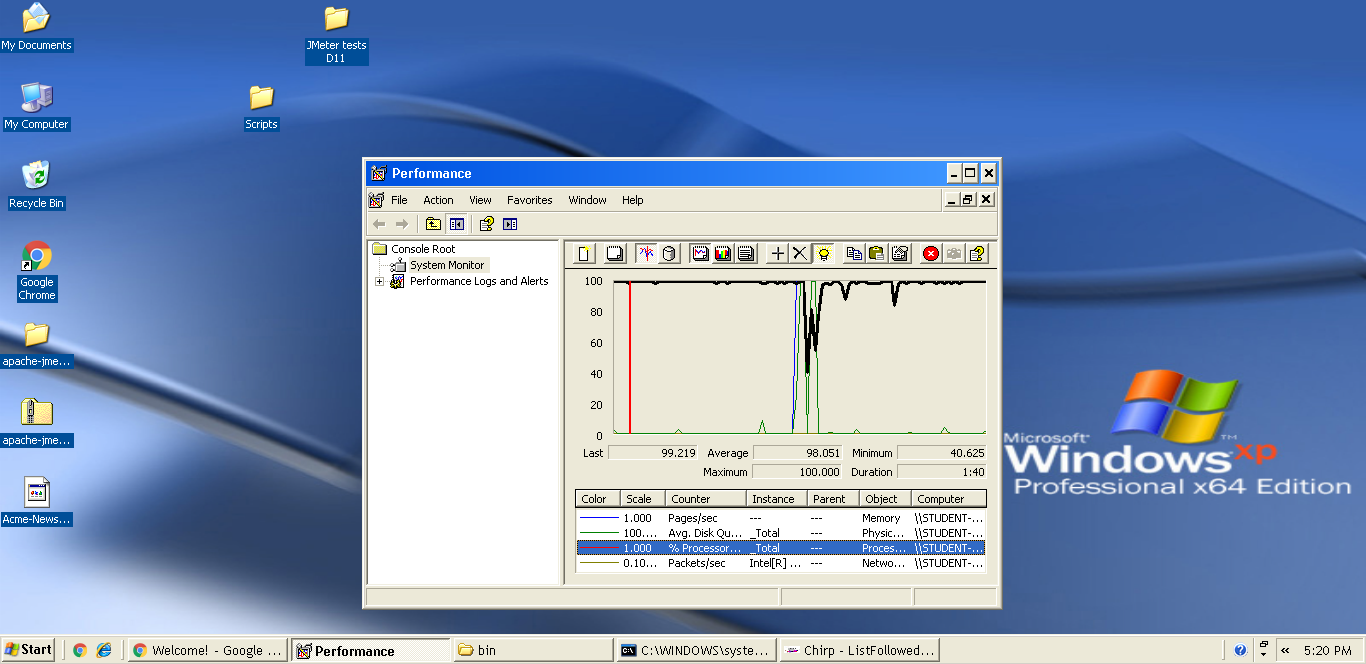 My Documents
JMeter tests
D11
My Computer
Scripts
Recycle Bin
Google
Chrome
apache-jme...
apache-jme...
Acme-News...
Performance
File Action View Favorites Window Help
Console Root
System Monitor
Performance Logs and Alerts
100
80
60
40
20
0
Last 99.219 Average 98.051 Minimum 40.625
Maximum 100.000 Duration 1:40
Color Scale Counter Instance Parent Object Computer
1.000 Pages/sec --- --- Memory \\STUDENT-...
100.... Avg. Disk Qu... _Total --- Physic... \\STUDENT-...
1.000 % Processor... _Total --- Proces... \\STUDENT-...
0.10... Packets/sec Intel[R] ... --- Netwo... \\STUDENT-...
Microsoft
Windows xp ™
Professional x64 Edition
Start Welcome! - Google ... Performance bin C:\WINDOWS\syste... Chirp - ListFollowed... « 5:20 PM